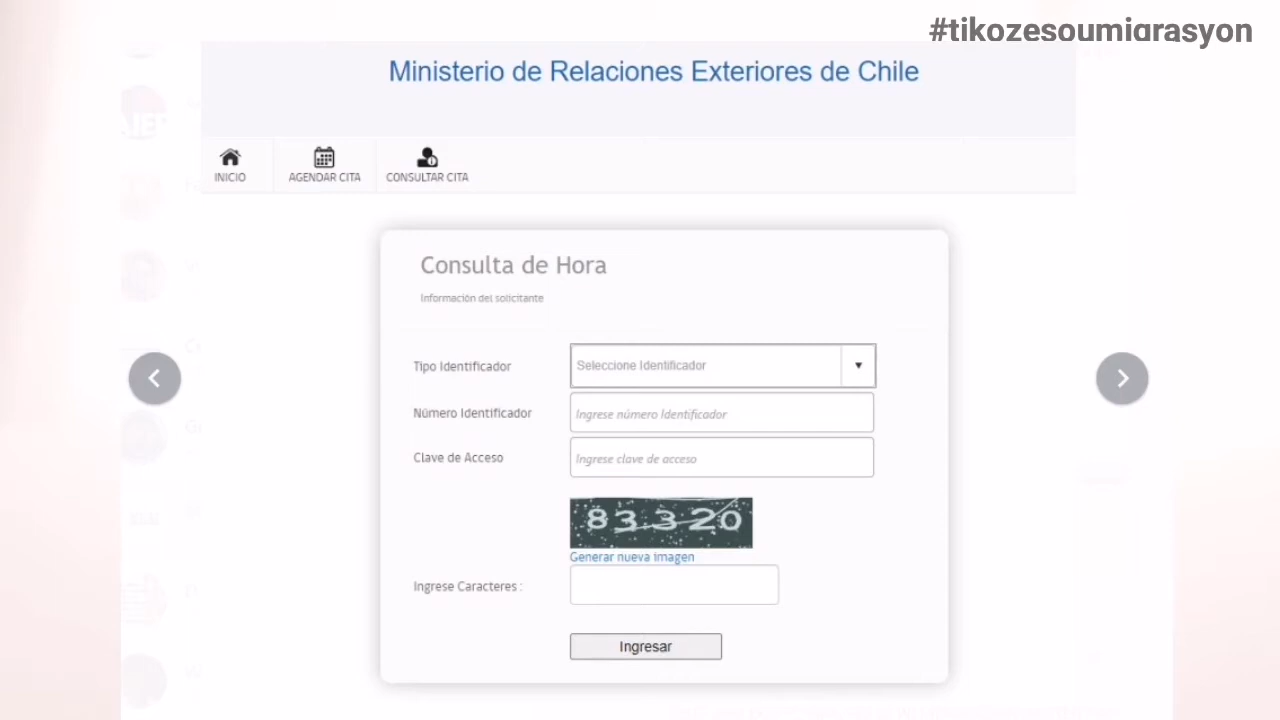 #tikozesoumigrasyon
Ministerio de Relaciones Exteriores de Chile
INICIO
AGENDAR CITA
CONSULTAR CITA
Consulta de Hora
Información del solicitante
Tipo Identificador
Seleccione Identificador
Número Identificador
Ingrese número Identificador
Clave de Acceso
Ingrese clave de acceso
83320
Generar nueva imagen
Ingrese Caracteres :
Ingresar